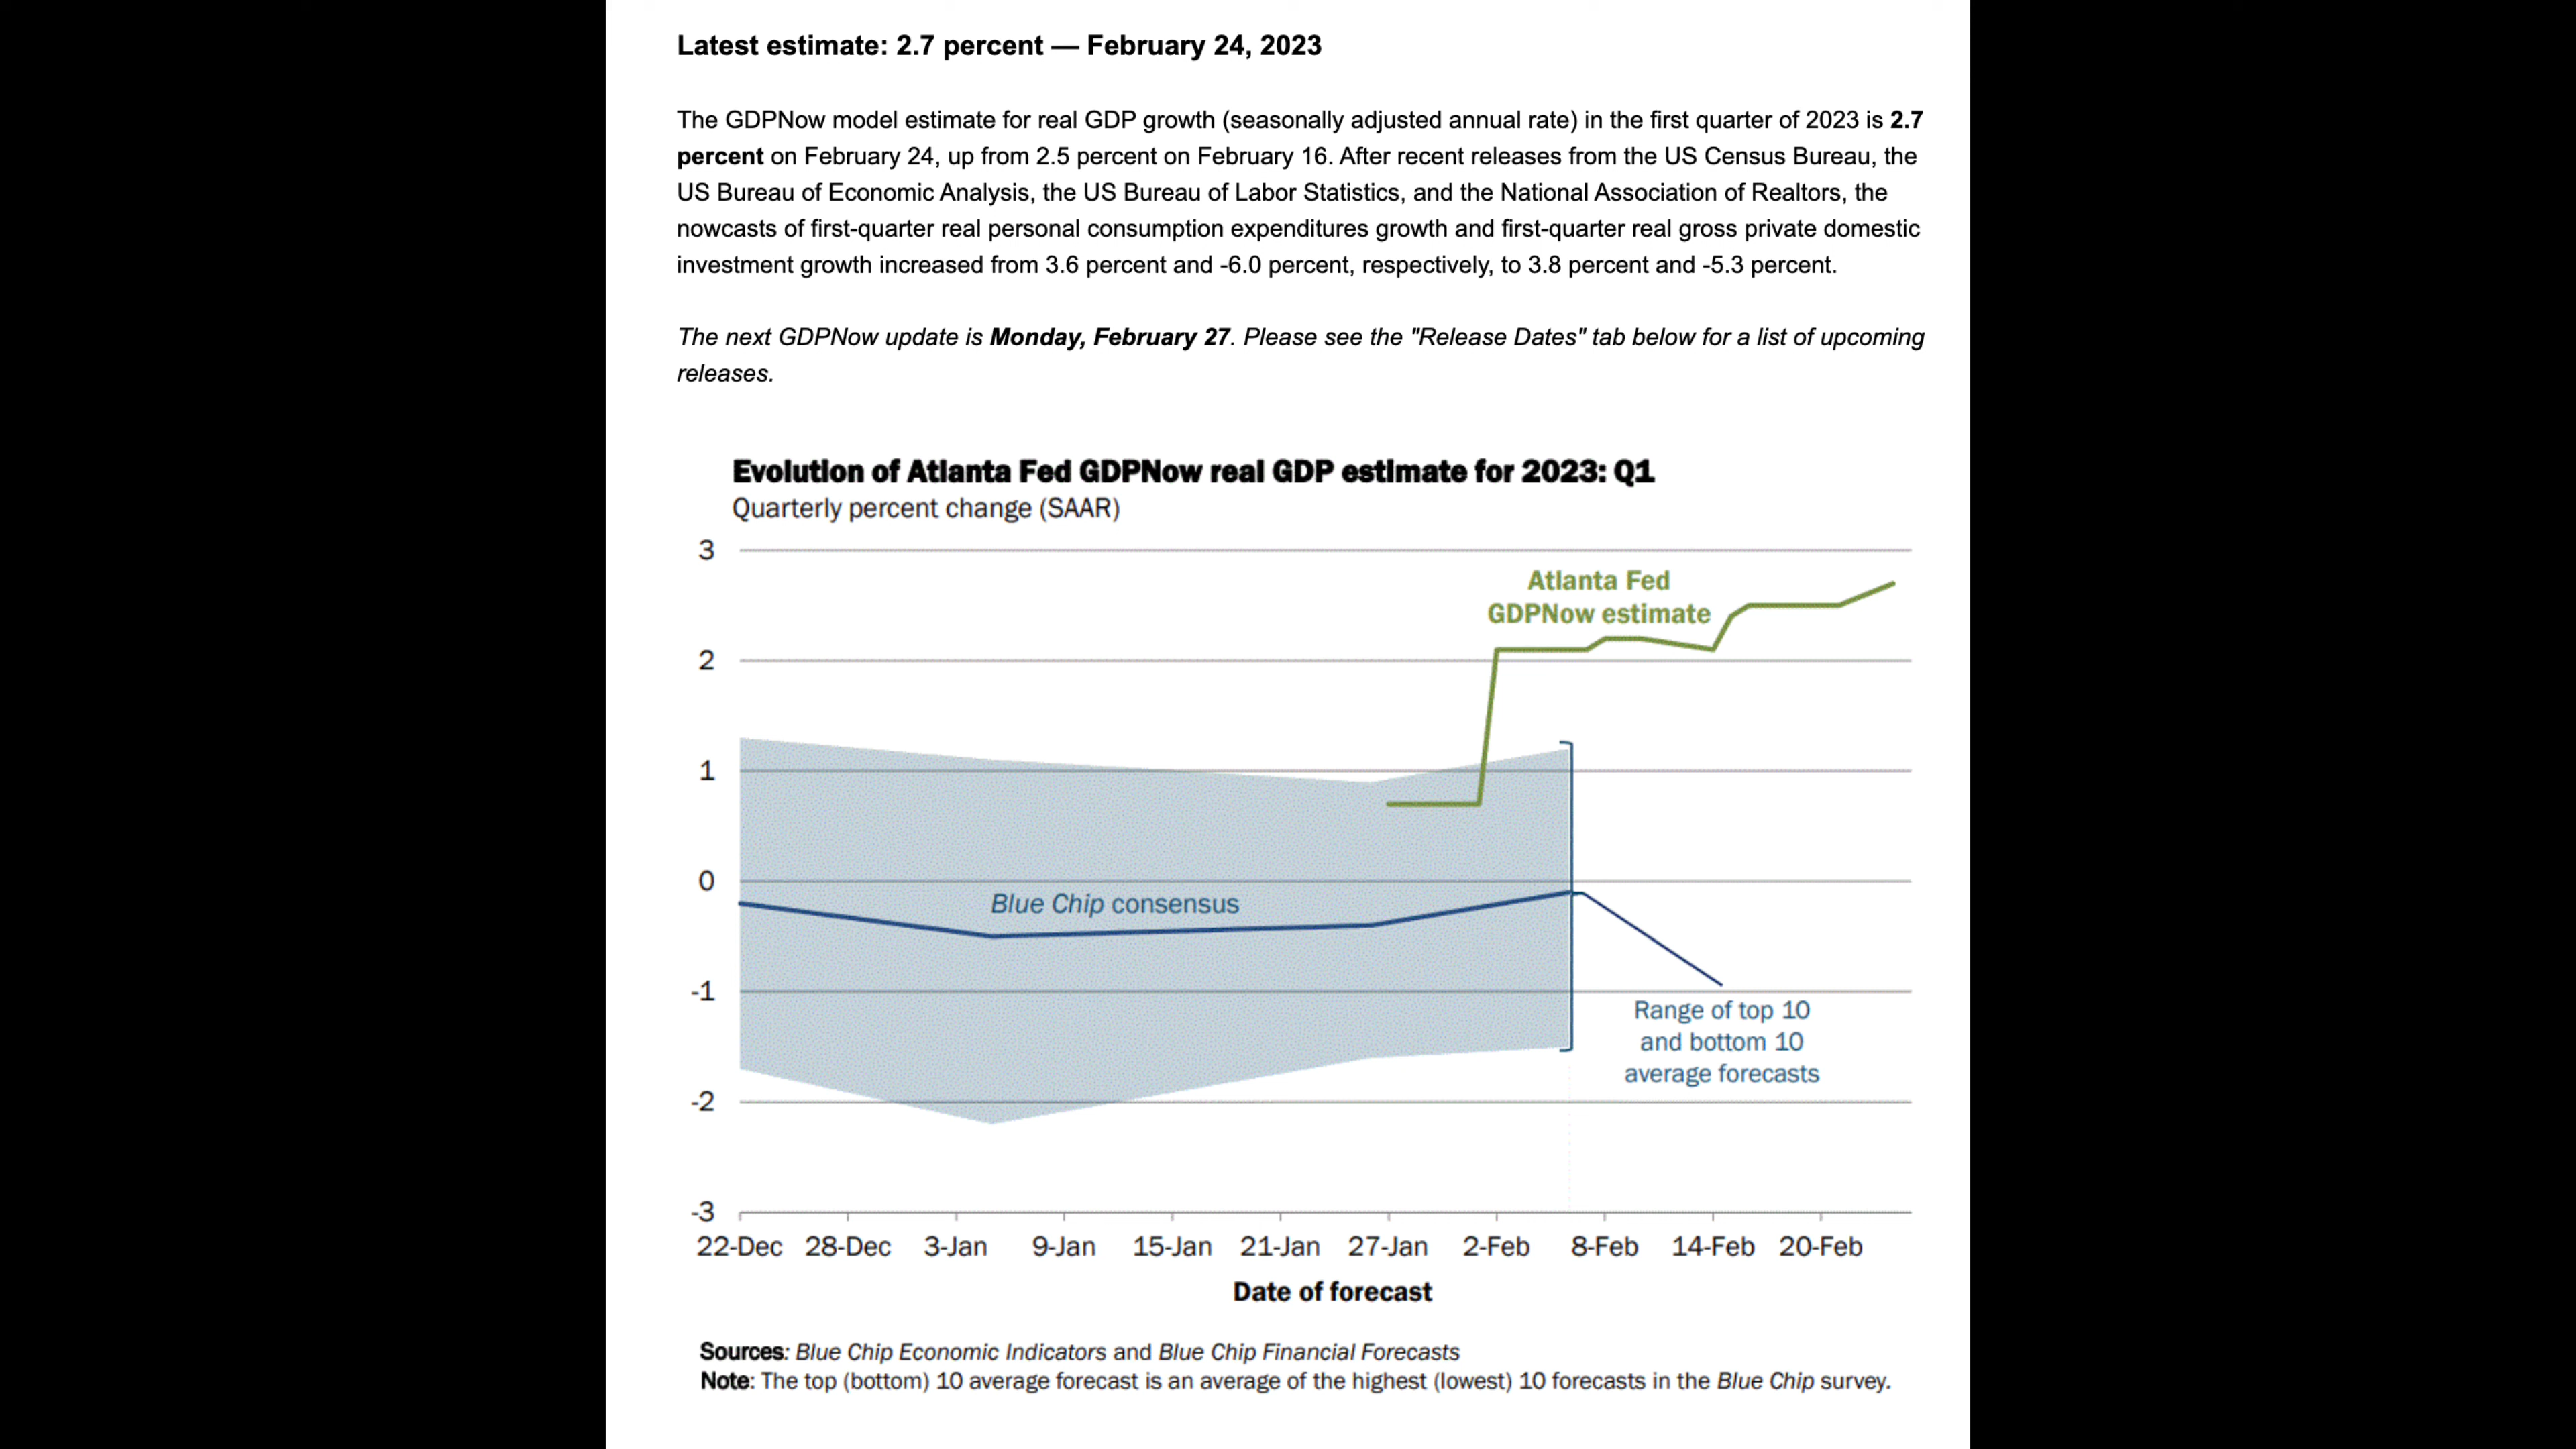 Latest estimate: 2.7 percent — February 24, 2023
The GDPNow model estimate for real GDP growth (seasonally adjusted annual rate) in the first quarter of 2023 is 2.7
percent on February 24, up from 2.5 percent on February 16. After recent releases from the US Census Bureau, the
US Bureau of Economic Analysis, the US Bureau of Labor Statistics, and the National Association of Realtors, the
nowcasts of first-quarter real personal consumption expenditures growth and first-quarter real gross private domestic
investment growth increased from 3.6 percent and -6.0 percent, respectively, to 3.8 percent and -5.3 percent.
The next GDPNow update is Monday, February 27. Please see the "Release Dates" tab below for a list of upcoming
releases.
Evolution of Atlanta Fed GDPNow real GDP estimate for 2023: Q1
Quarterly percent change (SAAR)
3
Atlanta Fed
GDPNow estimate
2
1
0
Blue Chip consensus
-1
Range of top 10
and bottom 10
average forecasts
-2
-3
22-Dec 28-Dec 3-Jan 9-Jan 15-Jan 21-Jan 27-Jan 2-Feb 8-Feb 14-Feb 20-Feb
Date of forecast
Sources: Blue Chip Economic Indicators and Blue Chip Financial Forecasts
Note: The top (bottom) 10 average forecast is an average of the highest (lowest) 10 forecasts in the Blue Chip survey.